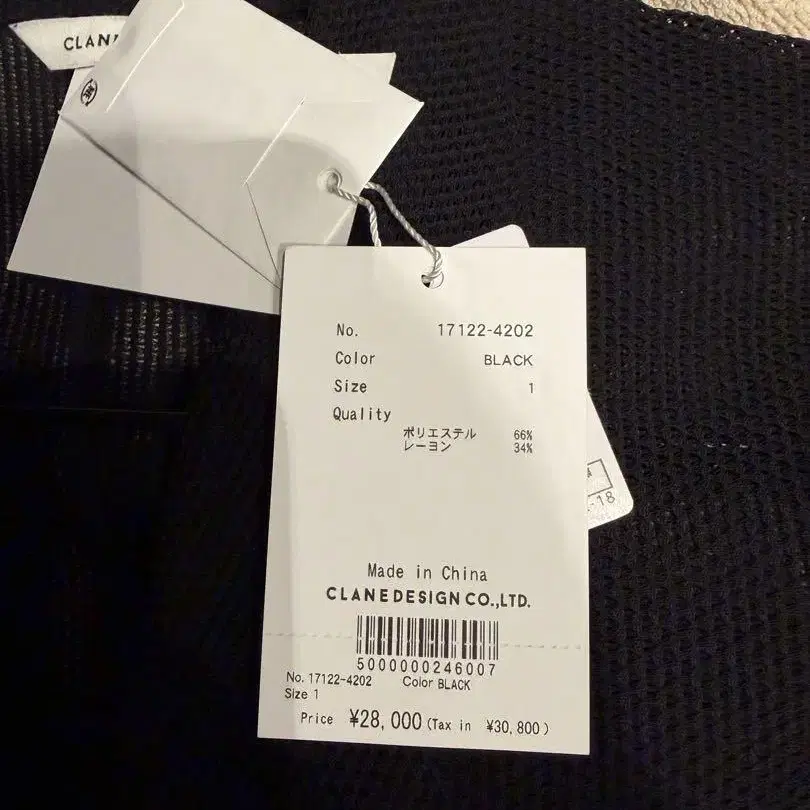 CLAN
No. 17122-4202
Color BLACK
Size 1
Quality
ポリエステル 66%
レーヨン 34%
Made in China
CLANEDESIGN CO.,LTD.
5000000246007
No. 17122-4202 Color BLACK
Size 1
Price ¥28,000 (Tax in ¥30,800)
-18